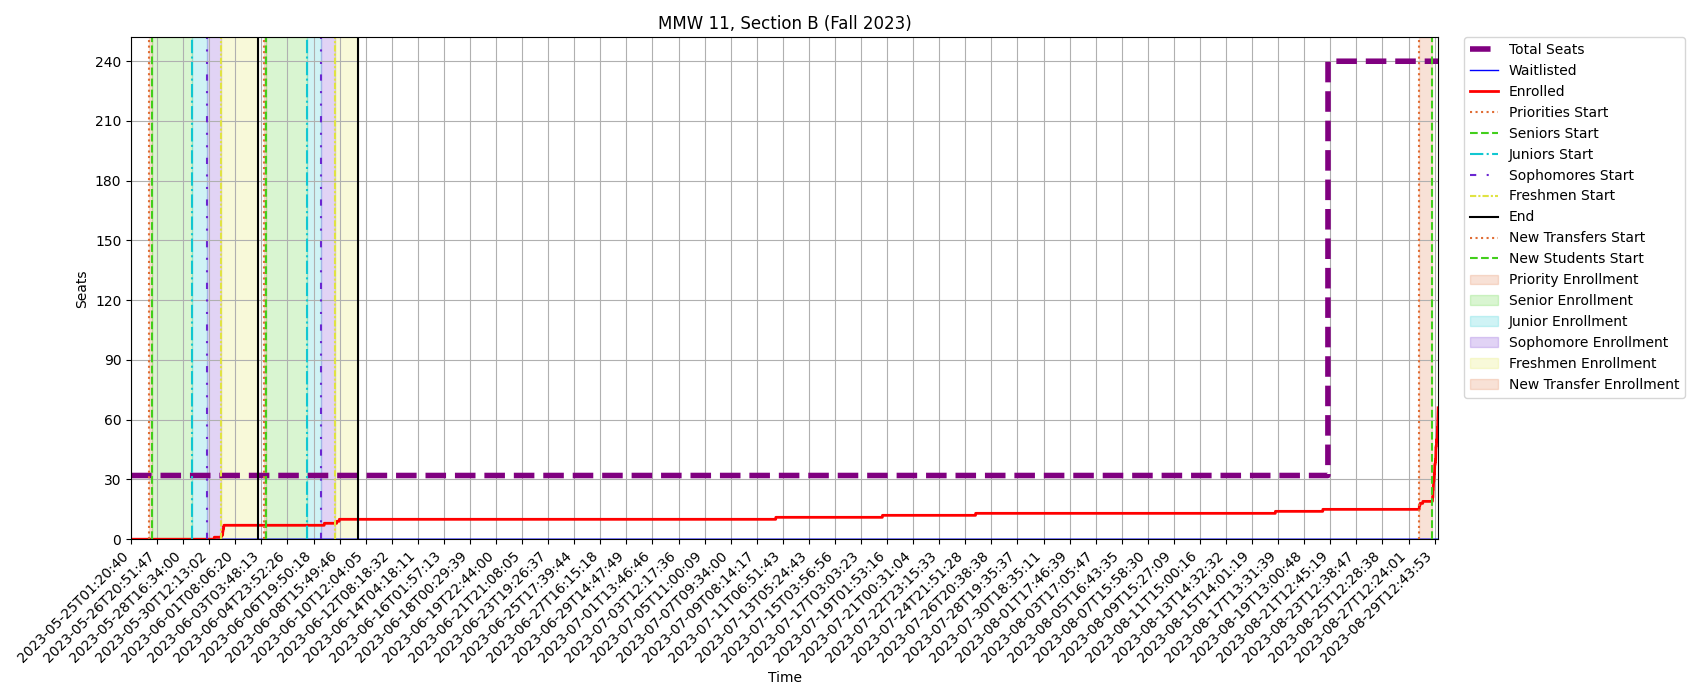 MMW 11, Section B (Fall 2023)
Seats
240
210
180
150
120
90
60
30
0
2023-05-25T01:20:40
2023-05-26T20:51:47
2023-05-28T16:34:00
2023-05-30T12:13:02
2023-06-01T08:06:20
2023-06-03T03:48:13
2023-06-04T23:52:26
2023-06-06T19:50:18
2023-06-08T15:49:46
2023-06-10T12:04:05
2023-06-12T08:18:32
2023-06-14T04:18:11
2023-06-16T01:57:13
2023-06-18T00:29:39
2023-06-19T22:44:00
2023-06-21T21:08:05
2023-06-23T19:26:37
2023-06-25T17:39:44
2023-06-27T16:15:18
2023-06-29T14:47:49
2023-07-01T13:46:46
2023-07-03T12:17:36
2023-07-05T11:00:09
2023-07-07T09:34:00
2023-07-09T08:14:17
2023-07-11T06:51:43
2023-07-13T05:24:43
2023-07-15T03:56:56
2023-07-17T03:03:23
2023-07-19T01:53:16
2023-07-21T00:31:04
2023-07-22T23:15:33
2023-07-24T21:51:28
2023-07-26T20:38:38
2023-07-28T19:35:37
2023-07-30T18:35:11
2023-08-01T17:46:39
2023-08-03T17:05:47
2023-08-05T16:43:35
2023-08-07T15:58:30
2023-08-09T15:27:09
2023-08-11T15:00:16
2023-08-13T14:32:32
2023-08-15T14:01:19
2023-08-17T13:31:39
2023-08-19T13:00:48
2023-08-21T12:45:19
2023-08-23T12:38:47
2023-08-25T12:28:38
2023-08-27T12:24:01
2023-08-29T12:43:53
Time
Total Seats
Waitlisted
Enrolled
Priorities Start
Seniors Start
Juniors Start
Sophomores Start
Freshmen Start
End
New Transfers Start
New Students Start
Priority Enrollment
Senior Enrollment
Junior Enrollment
Sophomore Enrollment
Freshmen Enrollment
New Transfer Enrollment